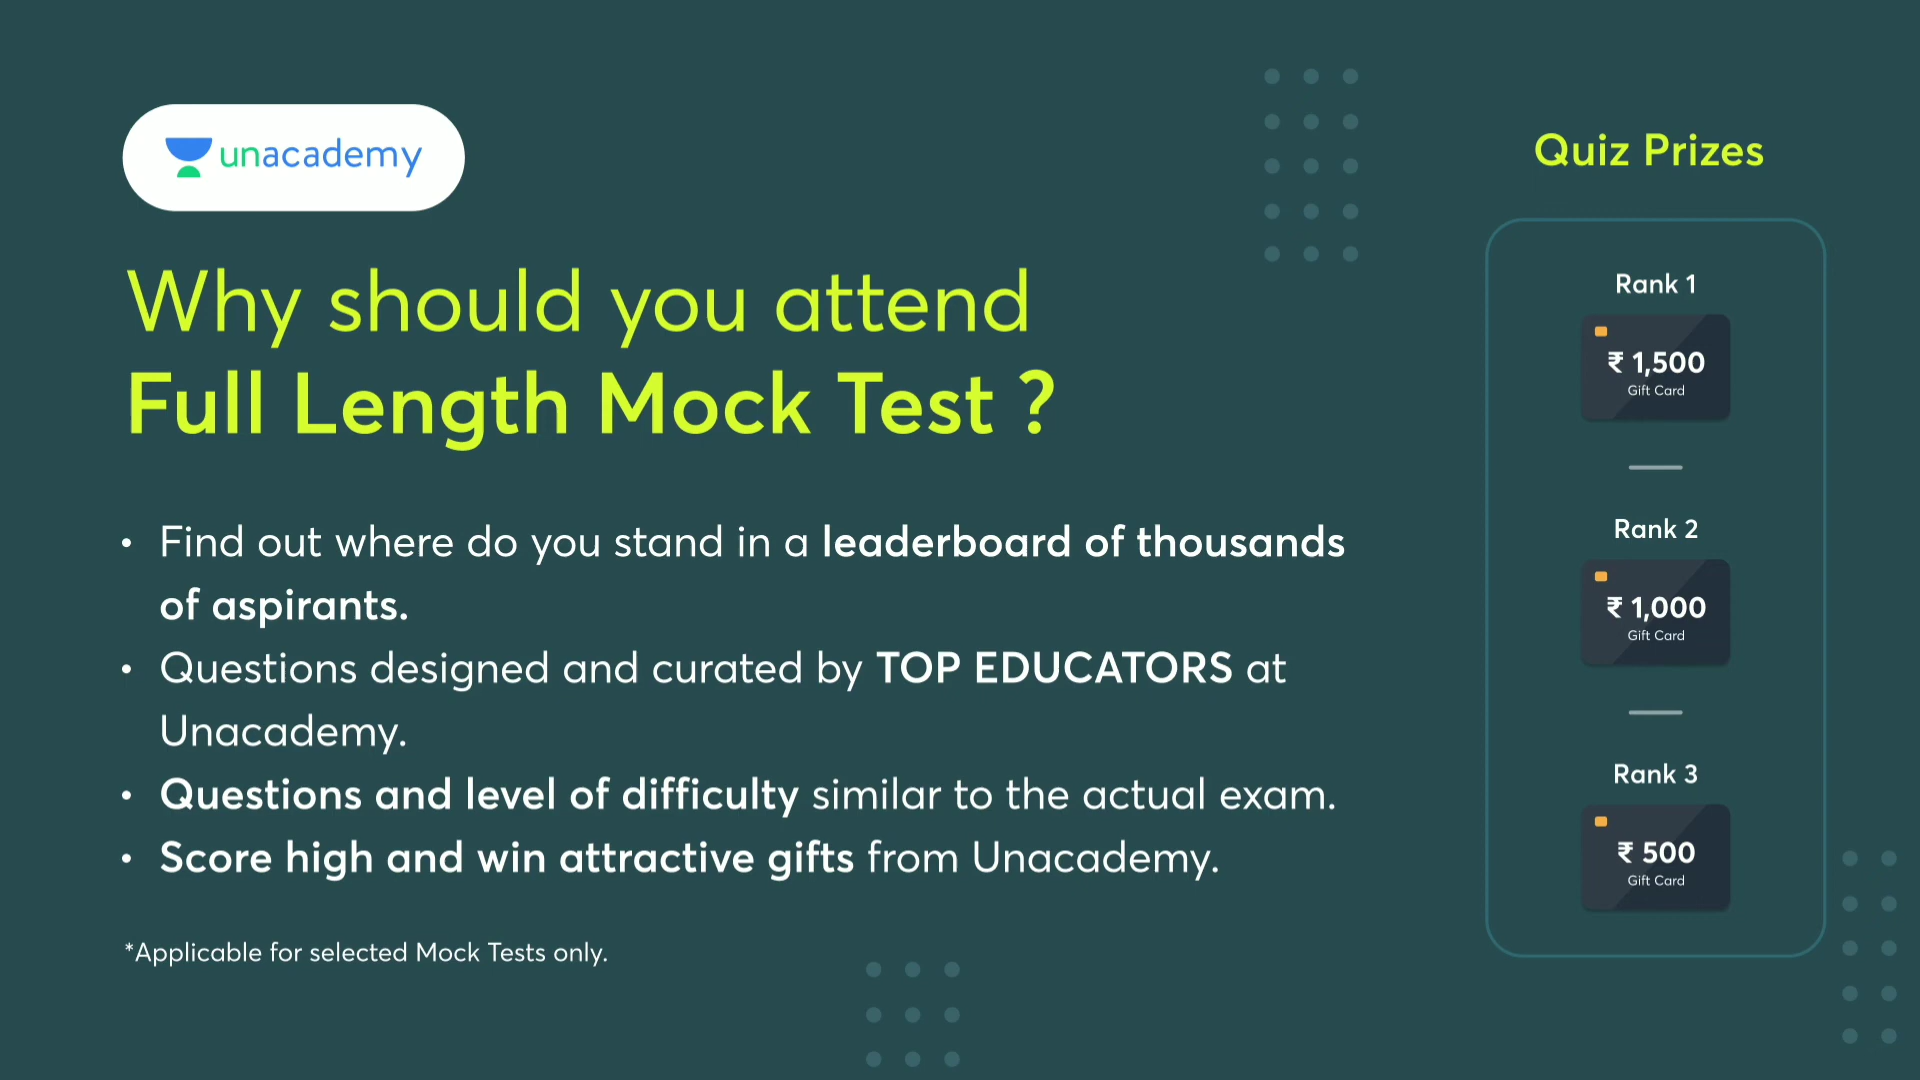 unacademy
Why should you attend
Full Length Mock Test ?
• Find out where do you stand in a leaderboard of thousands
of aspirants.
• Questions designed and curated by TOP EDUCATORS at
Unacademy.
• Questions and level of difficulty similar to the actual exam.
• Score high and win attractive gifts from Unacademy.
*Applicable for selected Mock Tests only.
Quiz Prizes
Rank 1
₹ 1,500
Gift Card
Rank 2
₹ 1,000
Gift Card
Rank 3
₹ 500
Gift Card